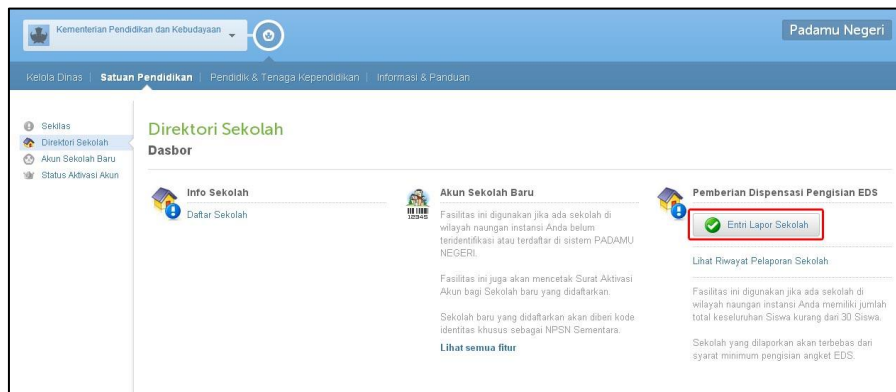 Kementerian Pendidikan dan Kebudayaan
Padamu Negeri
Kelola Dinas | Satuan Pendidikan | Pendidik & Tenaga Kependidikan | Informasi & Panduan
Sekilas
Direktori Sekolah
Akun Sekolah Baru
Status Aktivasi Akun
Direktori Sekolah
Dasbor
Info Sekolah
Daftar Sekolah
12345
Akun Sekolah Baru
Fasilitas ini digunakan jika ada sekolah di
wilayah naungan instansi Anda belum
teridentifikasi atau terdaftar di sistem PADAMU
NEGERI.
Fasilitas ini juga akan mencetak Surat Aktivasi
Akun bagi Sekolah baru yang didaftarkan.
Sekolah baru yang didaftarkan akan diberi kode
identitas khusus sebagai NPSN Sementara.
Lihat semua fitur
Pemberian Dispensasi Pengisian EDS
Entri Lapor Sekolah
Lihat Riwayat Pelaporan Sekolah
Fasilitas ini digunakan jika ada sekolah di
wilayah naungan instansi Anda memiliki jumlah
total keseluruhan Siswa kurang dari 30 Siswa.
Sekolah yang dilaporkan akan terbebas dari
syarat minimum pengisian angket EDS.